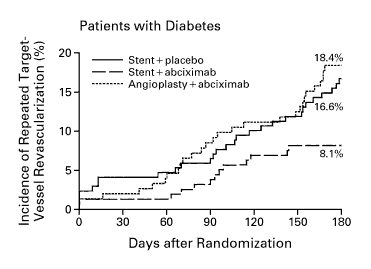 Patients with Diabetes
Incidence of Repeated Target-
Vessel Revascularization (%)
20
15
10
5
0
Stent+placebo
Stent+abciximab
Angioplasty+abciximab
18.4%
16.6%
8.1%
0 30 60 90 120 150 180
Days after Randomization